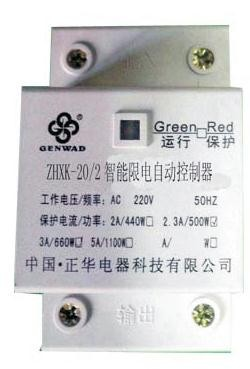 输入
Green□Red
运行 保护
GENWAD
ZHXK-20/2智能限电自动控制器
工作电压/频率: AC 220V 50HZ
保护电流/功率: 2A/440W□ 2.3A/500W□
3A/660W□ 5A/1100W□ A/ W□
中国·正华电器科技有限公司
输出